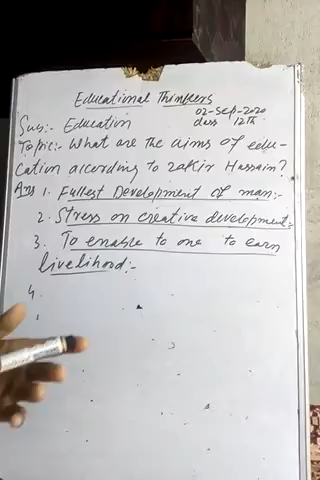 Educational Thinkers
02-Sep-2020
Sub:- Education class 12th
Topic:- What are the aims of edu-
cation according to Zakir Hussain?
Ans 1. Fullest Development of man:-
2. Stress on creative development:-
3. To enable to one to earn
livelihood:-
4.